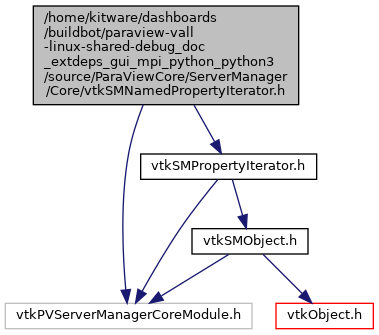 /home/kitware/dashboards
/buildbot/paraview-vall
-linux-shared-debug_doc
_extdeps_gui_mpi_python_python3
/source/ParaViewCore/ServerManager
/Core/vtkSMNamedPropertyIterator.h
vtkSMPropertyIterator.h
vtkSMObject.h
vtkPVServerManagerCoreModule.h
vtkObject.h